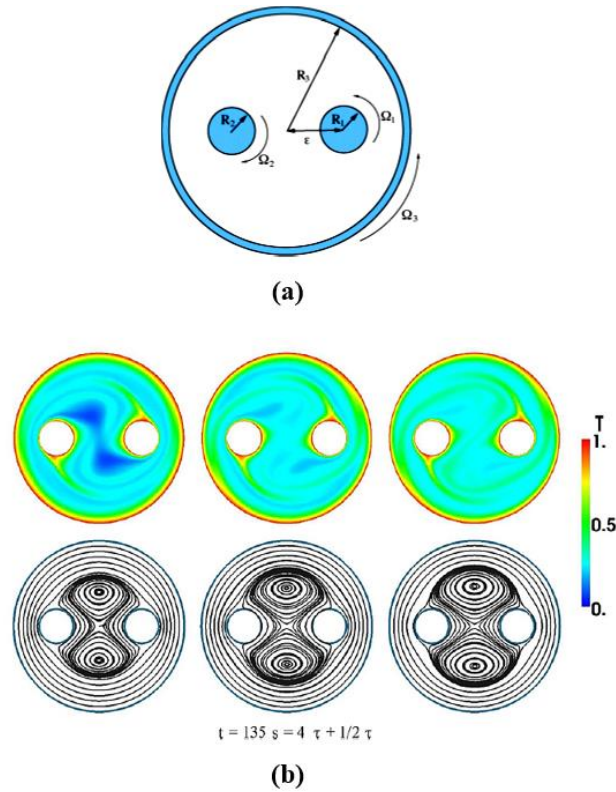 R₃
R₂
R₁
Ω₁
ε
Ω₂
Ω₃
(a)
T
1.
0.5
0.
t = 135 s = 4 τ + 1/2 τ
(b)